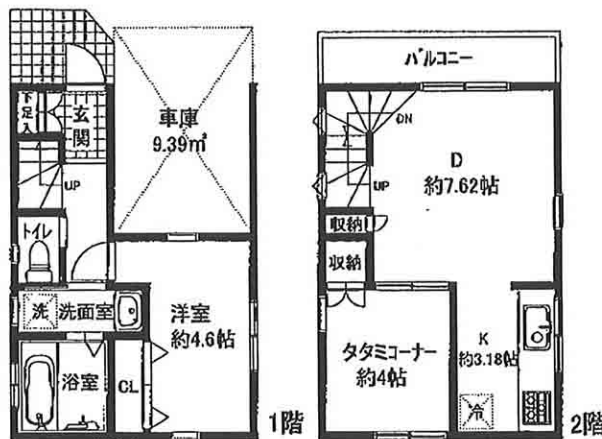 下足入
玄関
車庫
9.39㎡
UP
トイレ
洗
洗面室
洋室
約4.6帖
浴室
CL
1階
バルコニー
DN
D
約7.62帖
UP
収納
収納
タタミコーナー
約4帖
K
約3.18帖
冷
2階